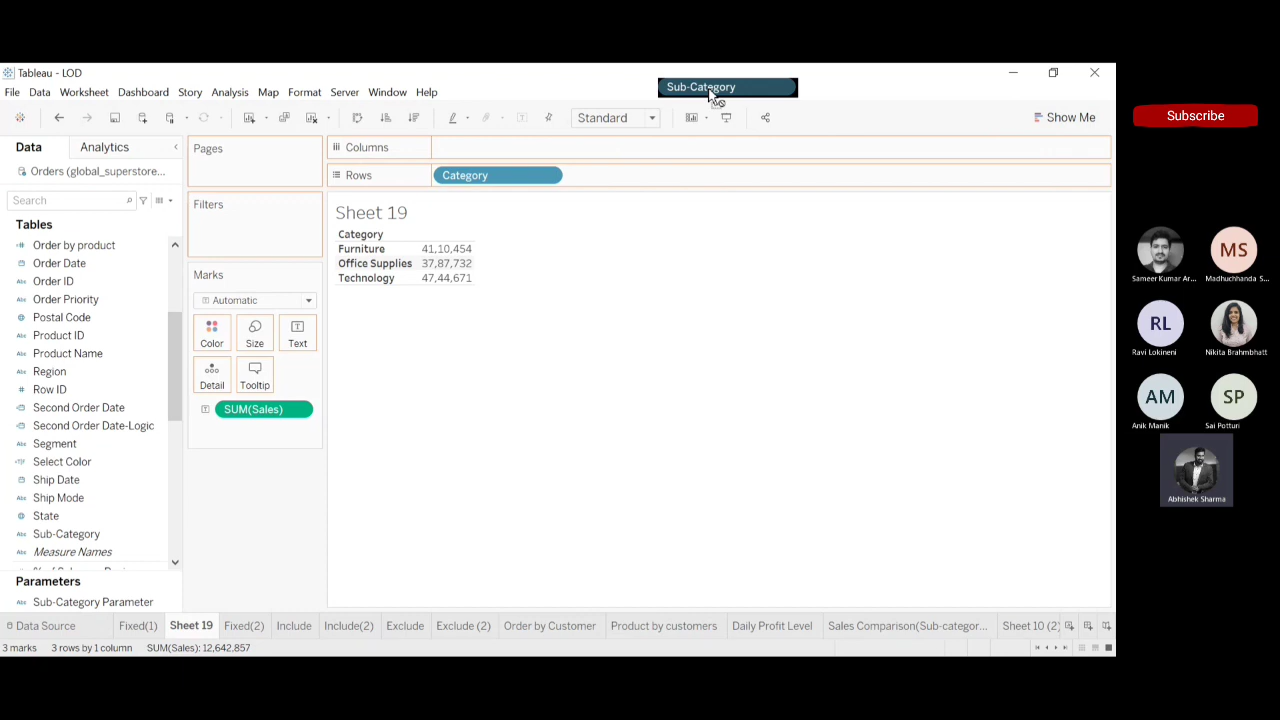 Tableau - LOD
File Data Worksheet Dashboard Story Analysis Map Format Server Window Help
Sub-Category
Standard
Show Me
Subscribe
Data Analytics
Orders (global_superstore...
Search
Tables
Order by product
Order Date
Order ID
Order Priority
Postal Code
Product ID
Product Name
Region
Row ID
Second Order Date
Second Order Date-Logic
Segment
Select Color
Ship Date
Ship Mode
State
Sub-Category
Measure Names
Parameters
Sub-Category Parameter
Pages
Filters
Marks
Automatic
Color Size Text
Detail Tooltip
SUM(Sales)
Columns
Rows Category
Sheet 19
Category
Furniture 41,10,454
Office Supplies 37,87,732
Technology 47,44,671
Data Source Fixed(1) Sheet 19 Fixed(2) Include Include(2) Exclude Exclude (2) Order by Customer Product by customers Daily Profit Level Sales Comparison(Sub-categor... Sheet 10 (2)
3 marks 3 rows by 1 column SUM(Sales): 12,642,857
Sameer Kumar Ar...
MS
Madhuchhanda S...
RL
Ravi Lokineni
Nikita Brahmbhatt
AM
Anik Manik
SP
Sai Potturi
Abhishek Sharma